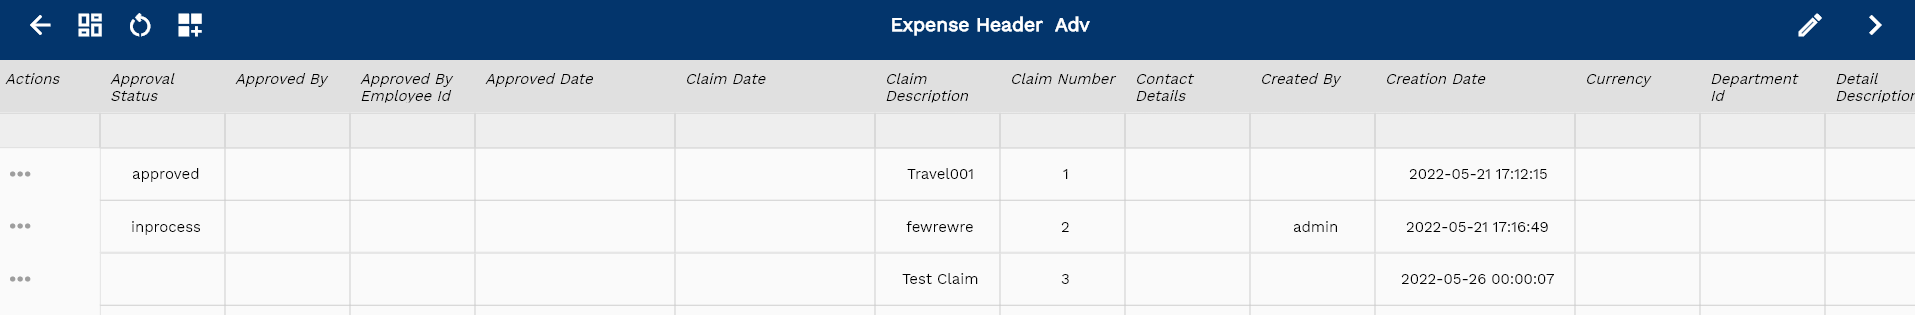 Expense Header  Adv
Actions Approval Status Approved By Approved By Employee Id Approved Date Claim Date Claim Description Claim Number Contact Details Created By Creation Date Currency Department Id Detail Description
approved Travel001 1 2022-05-21 17:12:15
inprocess fewrewre 2 admin 2022-05-21 17:16:49
Test Claim 3 2022-05-26 00:00:07